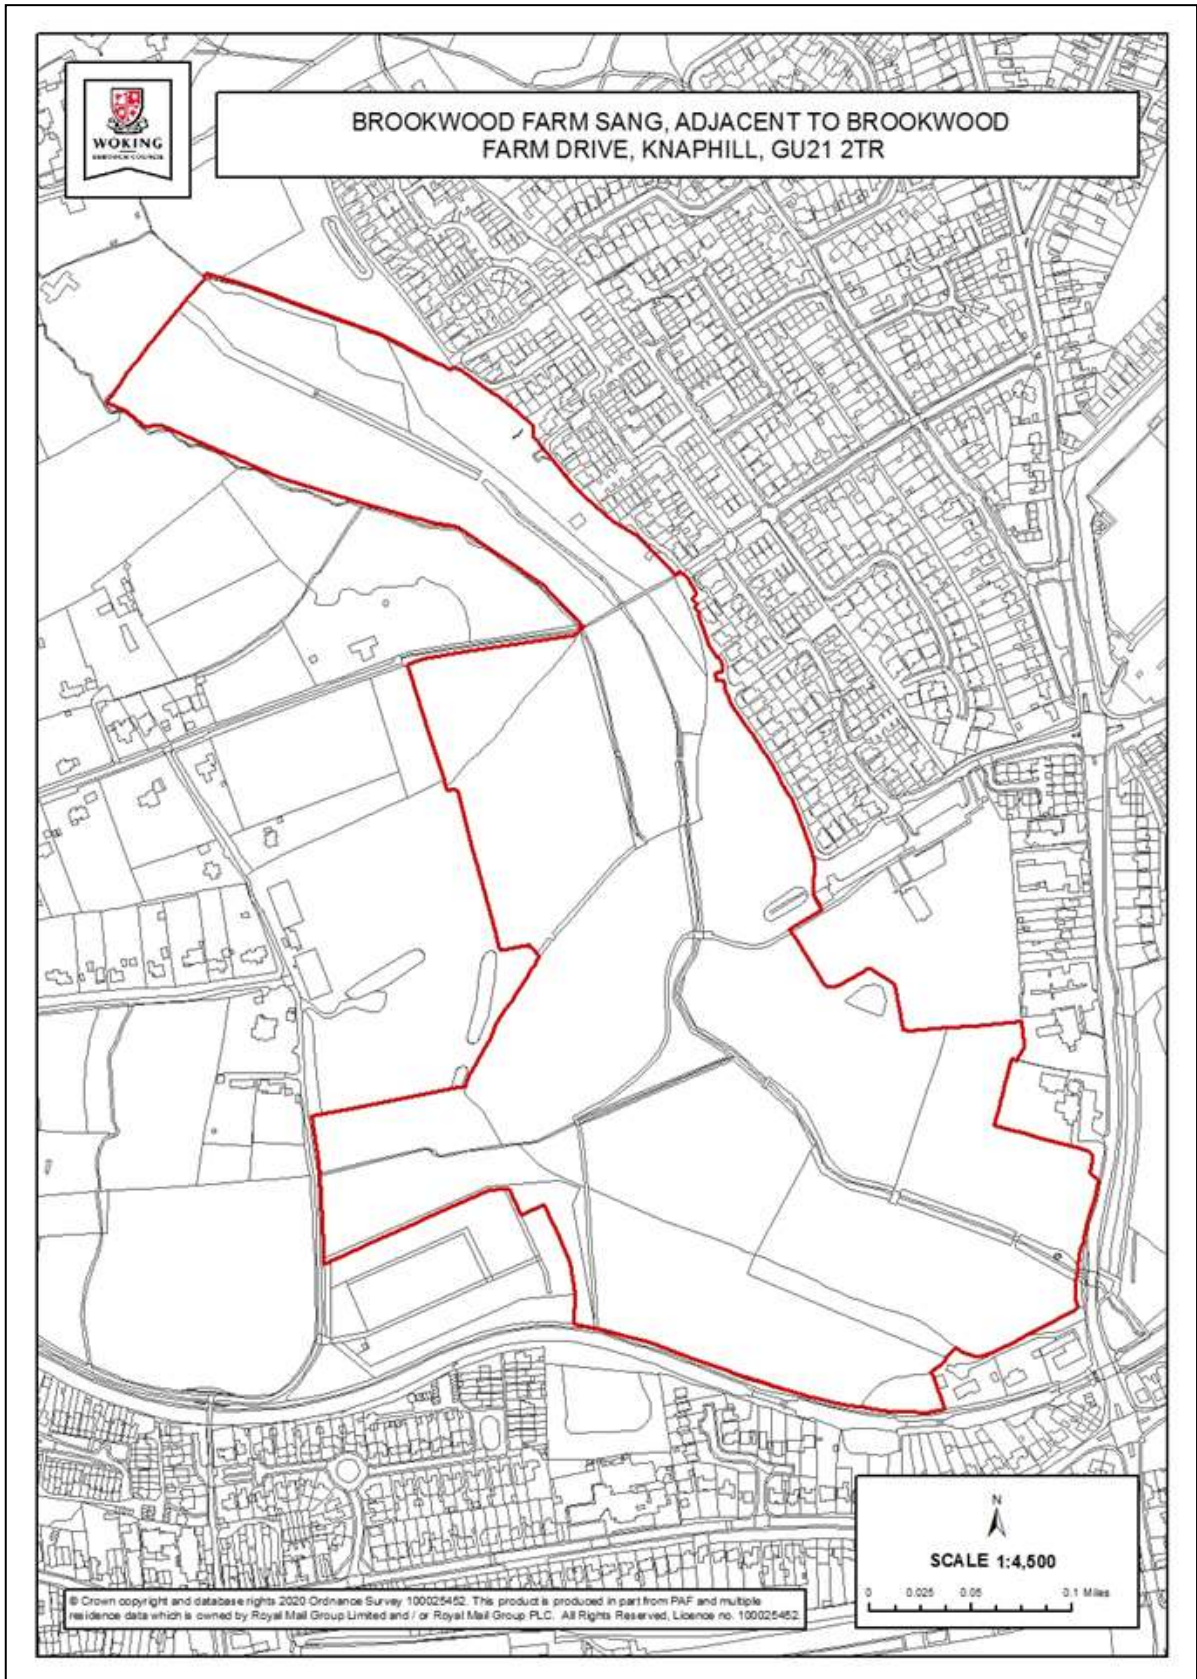 WOKING
BOROUGH COUNCIL
BROOKWOOD FARM SANG, ADJACENT TO BROOKWOOD
FARM DRIVE, KNAPHILL, GU21 2TR
N
SCALE 1:4,500
0 0.025 0.05 0.1 Miles
© Crown copyright and database rights 2020 Ordnance Survey 100025452. This product is produced in part from PAF and multiple
residence data which is owned by Royal Mail Group Limited and / or Royal Mail Group PLC. All Rights Reserved, Licence no. 100025452.